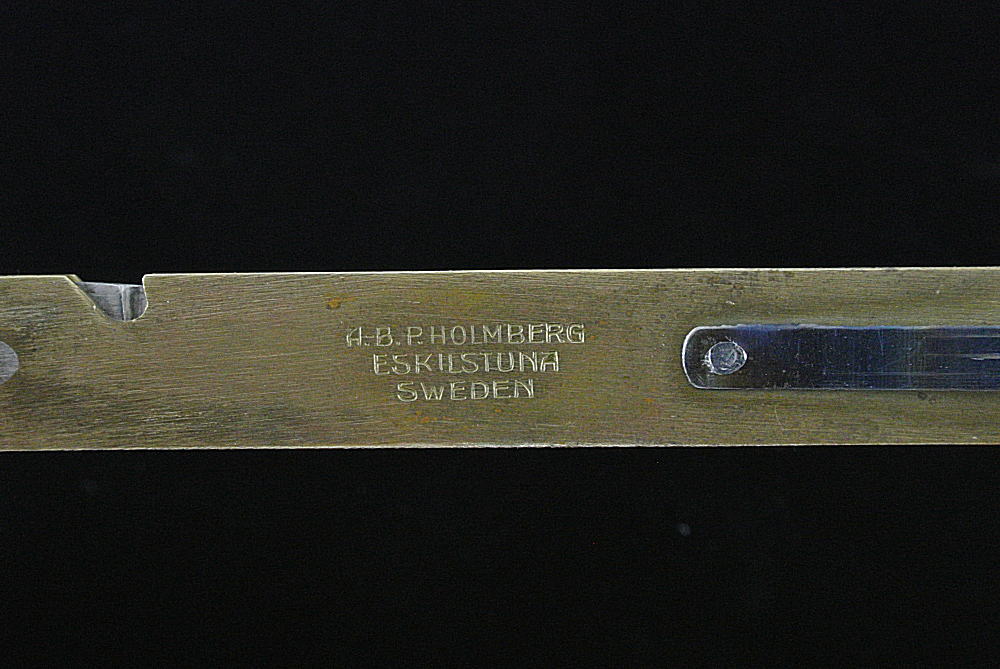 A.-B. P. HOLMBERG
ESKILSTUNA
SWEDEN